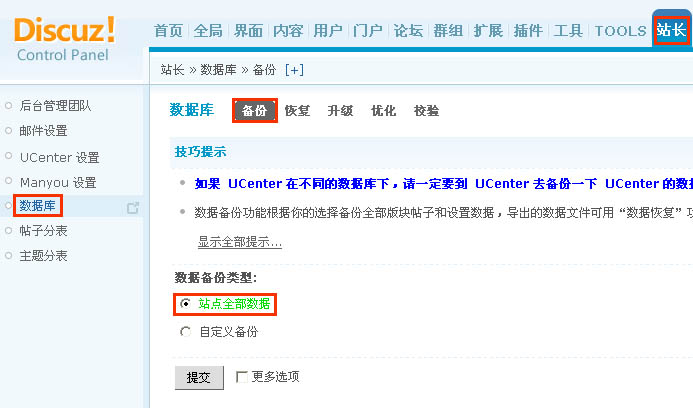 Discuz!
Control Panel
首页 全局 界面 内容 用户 门户 论坛 群组 扩展 插件 工具 TOOLS 站长
站长 » 数据库 » 备份 [+]
后台管理团队
邮件设置
UCenter 设置
Manyou 设置
数据库
帖子分表
主题分表
数据库 备份 恢复 升级 优化 校验
技巧提示
如果 UCenter 在不同的数据库下，请一定要到 UCenter 去备份一下 UCenter 的数据
数据备份功能根据你的选择备份全部版块帖子和设置数据，导出的数据文件可用“数据恢复”功
显示全部提示...
数据备份类型:
站点全部数据
自定义备份
提交 更多选项